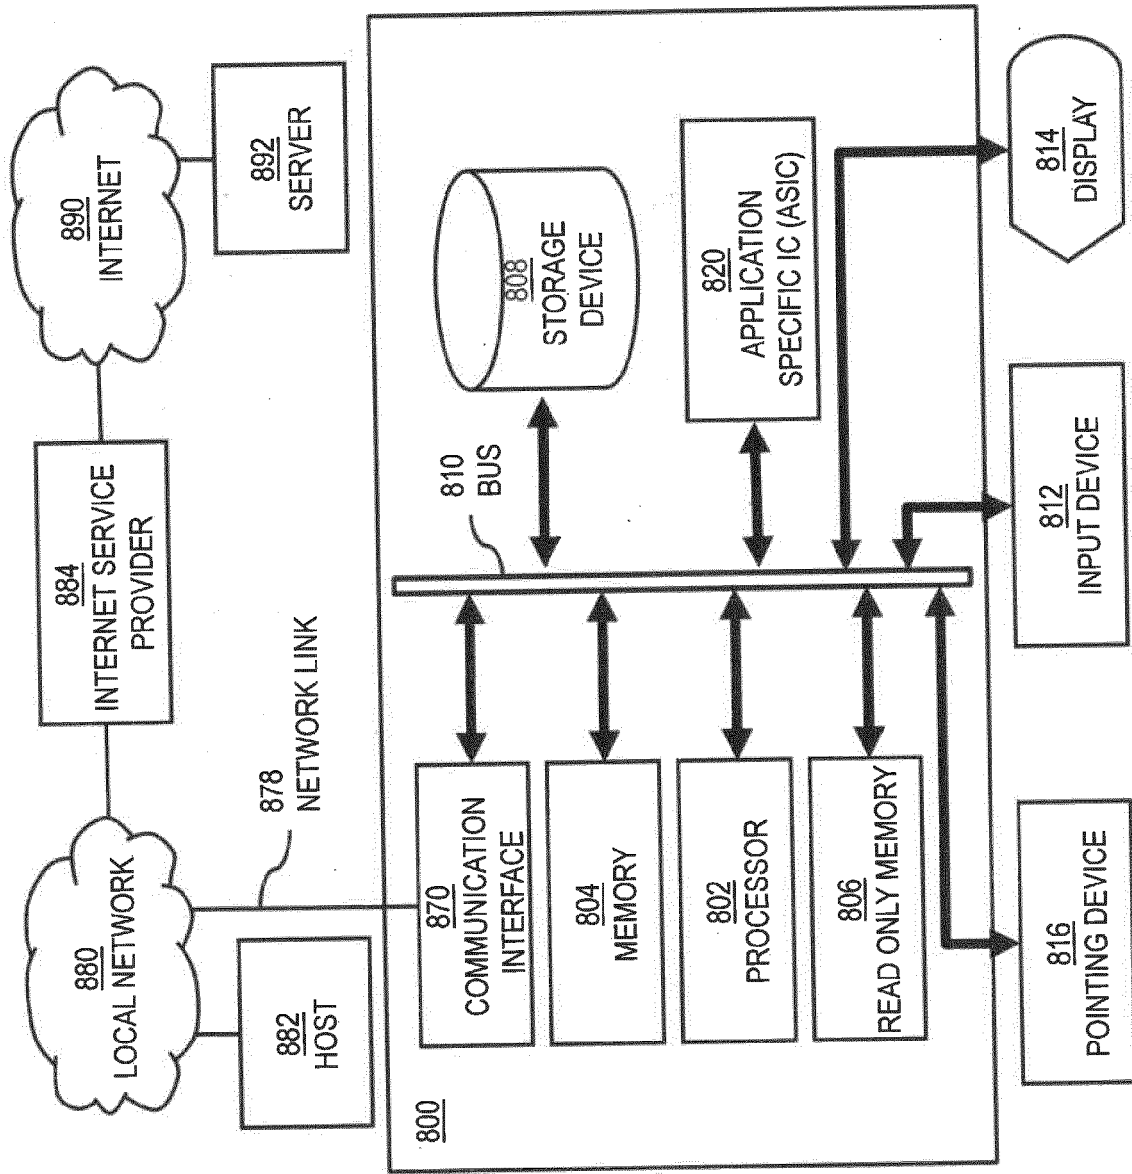 880
LOCAL NETWORK
882
HOST
878
NETWORK LINK
884
INTERNET SERVICE
PROVIDER
890
INTERNET
892
SERVER
800
870
COMMUNICATION
INTERFACE
804
MEMORY
802
PROCESSOR
806
READ ONLY MEMORY
810
BUS
808
STORAGE
DEVICE
820
APPLICATION
SPECIFIC IC (ASIC)
816
POINTING DEVICE
812
INPUT DEVICE
814
DISPLAY